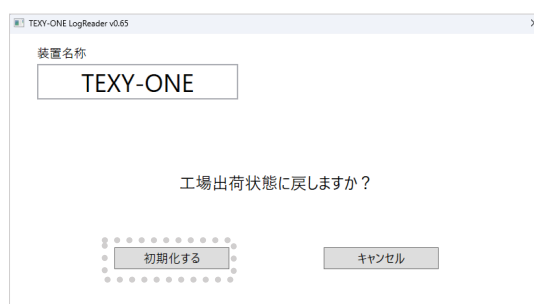 TEXY-ONE LogReader v0.65
装置名称
TEXY-ONE
工場出荷状態に戻しますか？
初期化する
キャンセル